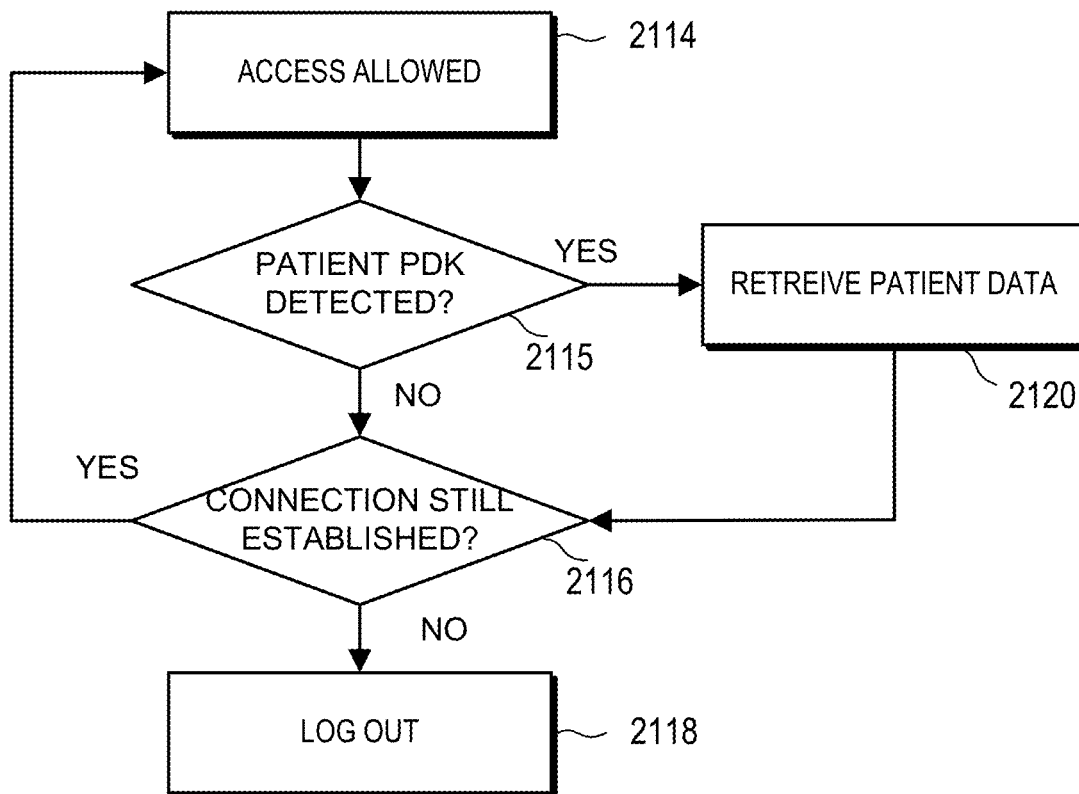 2114
ACCESS ALLOWED
PATIENT PDK
DETECTED?
YES
RETREIVE PATIENT DATA
2115
2120
NO
YES
CONNECTION STILL
ESTABLISHED?
2116
NO
LOG OUT
2118